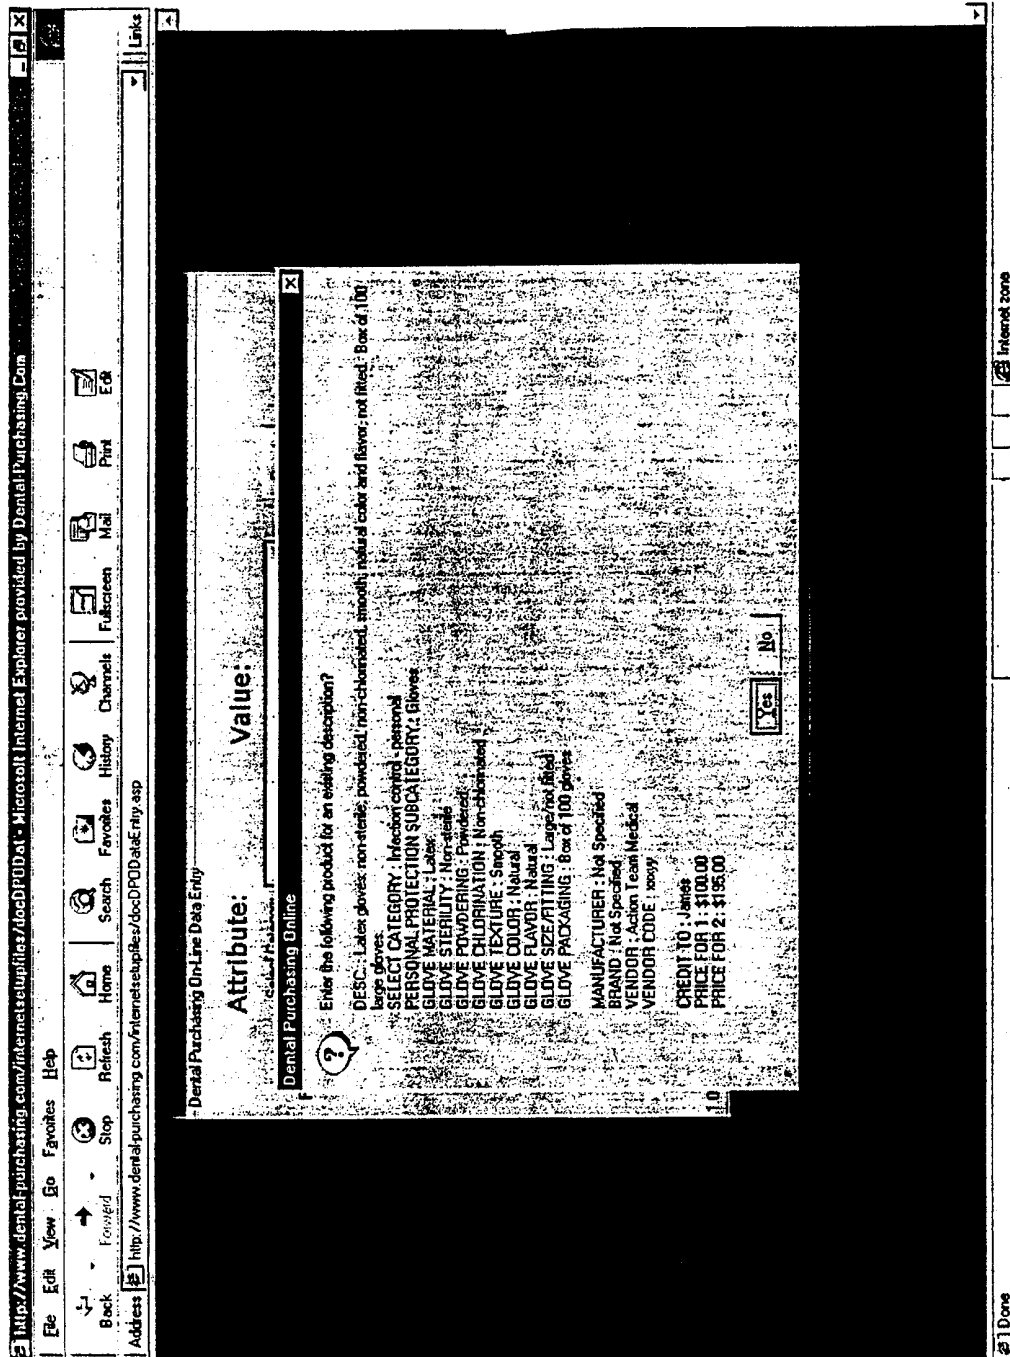 http://www.dental-purchasing.com/internetsetupfiles/docDPODat - Microsoft Internet Explorer provided by Dental-Purchasing.Com
File Edit View Go Favorites Help
Back Forward Stop Refresh Home Search Favorites History Channels Fullscreen Mail Print Edit
Address http://www.dental-purchasing.com/internetsetupfiles/docDPODataEntry.asp Links
Dental Purchasing On-Line Data Entry
Attribute: Value:
Dental Purchasing Online
Enter the following product for an existing description?
DESC. : Latex gloves; non-sterile; powdered, non-chlorinated, smooth, natural color and flavor; not fitted; Box of 100
large gloves.
SELECT CATEGORY : Infection control - personal
PERSONAL PROTECTION SUBCATEGORY : Gloves
GLOVE MATERIAL : Latex
GLOVE STERILITY : Non-sterile
GLOVE POWDERING : Powdered
GLOVE CHLORINATION : Non-chlorinated
GLOVE TEXTURE : Smooth
GLOVE COLOR : Natural
GLOVE FLAVOR : Natural
GLOVE SIZE/FITTING : Large/not fitted
GLOVE PACKAGING : Box of 100 gloves
MANUFACTURER : Not Specified
BRAND : Not Specified
VENDOR : Action Team Medical
VENDOR CODE : xxxyy
CREDIT TO : James
PRICE FOR 1 : $100.00
PRICE FOR 2 : $195.00
Yes No
1.0
Done Internet zone